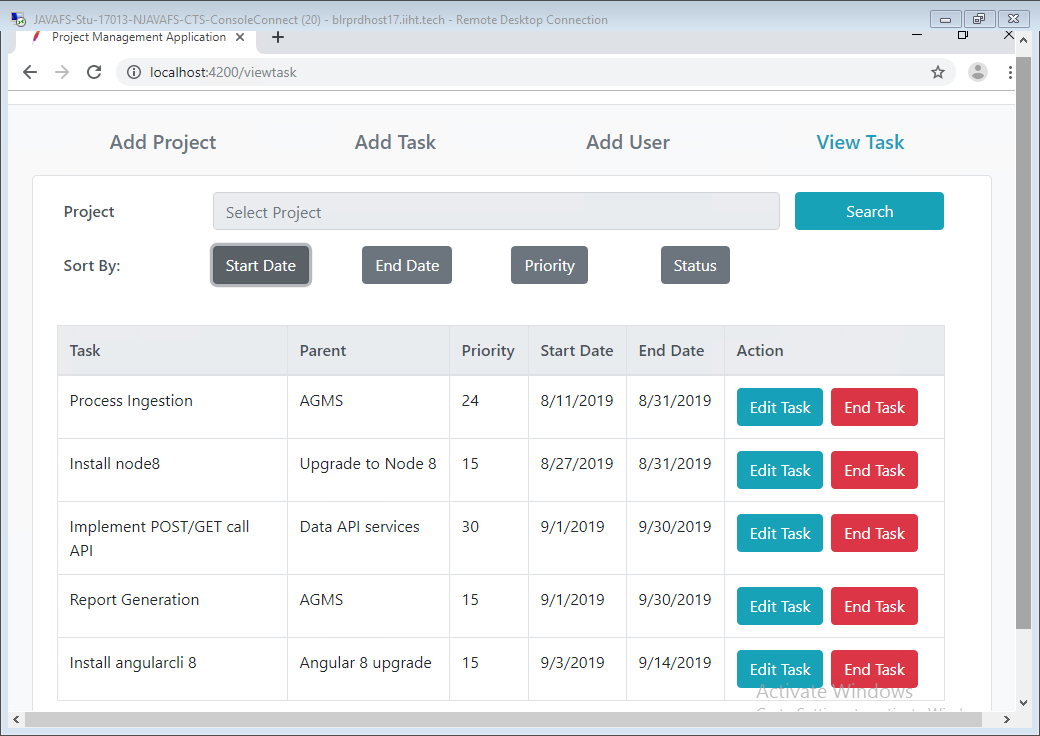 JAVAFS-Stu-17013-NJAVAFS-CTS-ConsoleConnect (20) - blrprdhost17.iiht.tech - Remote Desktop Connection
Project Management Application
localhost:4200/viewtask
Add Project Add Task Add User View Task
Project Select Project Search
Sort By: Start Date End Date Priority Status
Task Parent Priority Start Date End Date Action
Process Ingestion AGMS 24 8/11/2019 8/31/2019 Edit Task End Task
Install node8 Upgrade to Node 8 15 8/27/2019 8/31/2019 Edit Task End Task
Implement POST/GET call Data API services 30 9/1/2019 9/30/2019 Edit Task End Task
API
Report Generation AGMS 15 9/1/2019 9/30/2019 Edit Task End Task
Install angularcli 8 Angular 8 upgrade 15 9/3/2019 9/14/2019 Edit Task End Task
Activate Windows